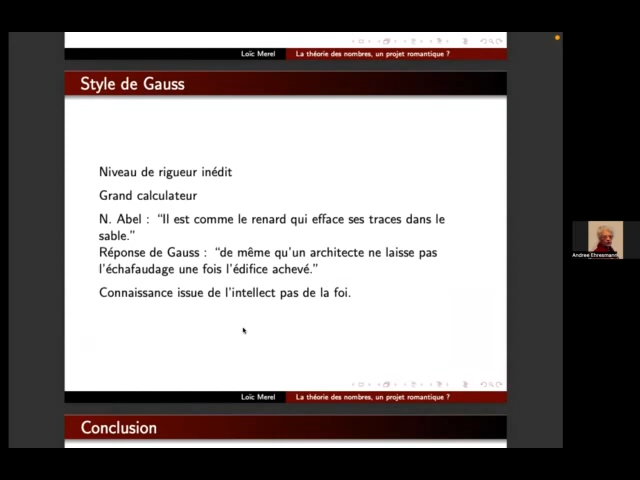 Loïc Merel La théorie des nombres, un projet romantique ?
Style de Gauss
Niveau de rigueur inédit
Grand calculateur
N. Abel : “Il est comme le renard qui efface ses traces dans le
sable.”
Réponse de Gauss : “de même qu’un architecte ne laisse pas
l’échafaudage une fois l’édifice achevé.”
Connaissance issue de l’intellect pas de la foi.
Andree Ehresmann
Loïc Merel La théorie des nombres, un projet romantique ?
Conclusion